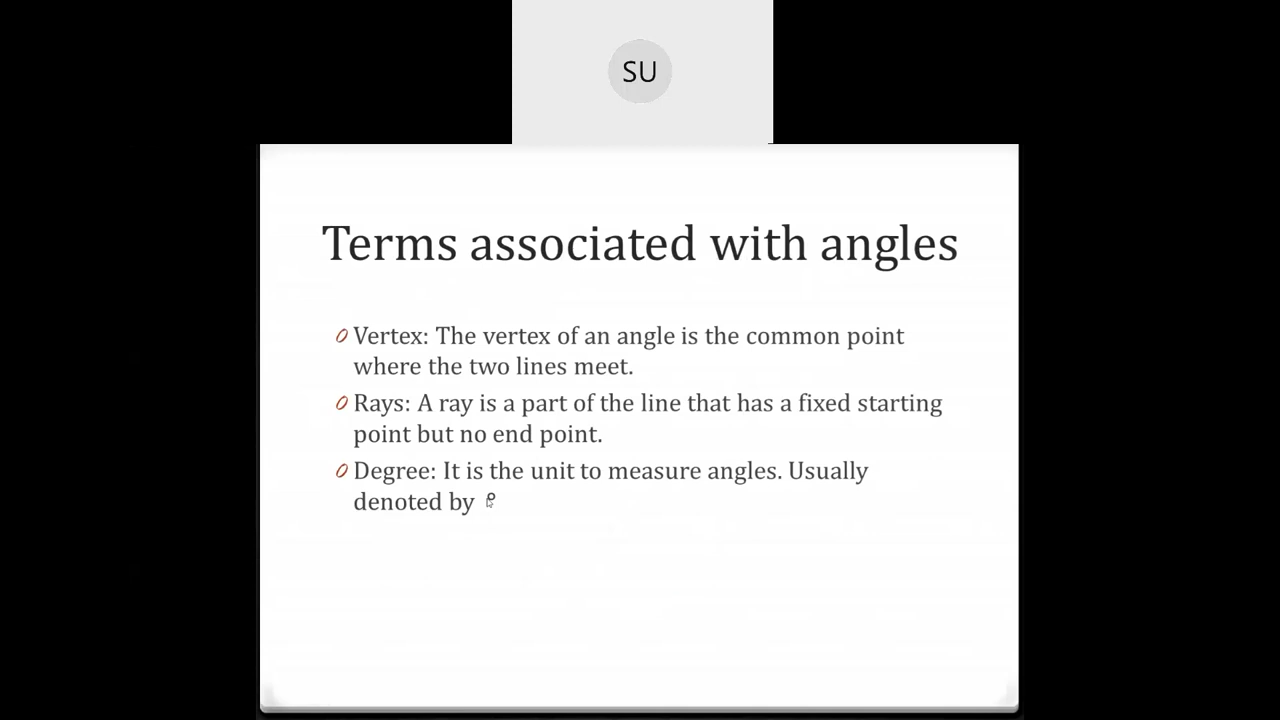 SU
Terms associated with angles
Vertex: The vertex of an angle is the common point
where the two lines meet.
Rays: A ray is a part of the line that has a fixed starting
point but no end point.
Degree: It is the unit to measure angles. Usually
denoted by °